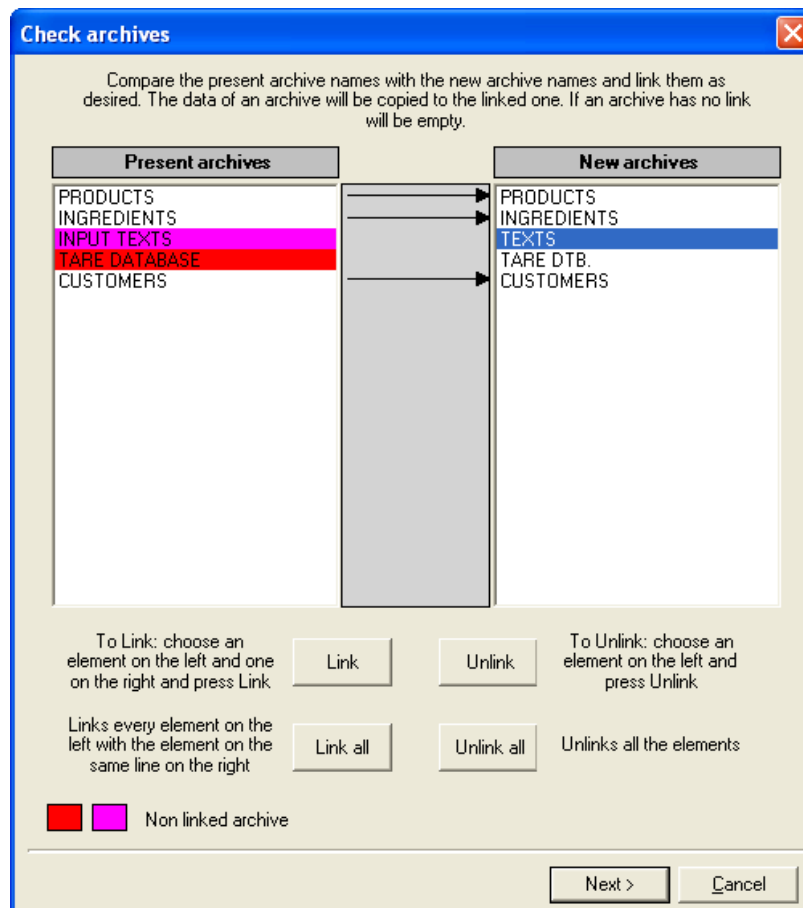 Check archives
Compare the present archive names with the new archive names and link them as
desired. The data of an archive will be copied to the linked one. If an archive has no link
will be empty.
Present archives
New archives
PRODUCTS
INGREDIENTS
INPUT TEXTS
TARE DATABASE
CUSTOMERS
PRODUCTS
INGREDIENTS
TEXTS
TARE DTB.
CUSTOMERS
To Link: choose an
element on the left and one
on the right and press Link
Link
Unlink
To Unlink: choose an
element on the left and
press Unlink
Links every element on the
left with the element on the
same line on the right
Link all
Unlink all
Unlinks all the elements
Non linked archive
Next >
Cancel